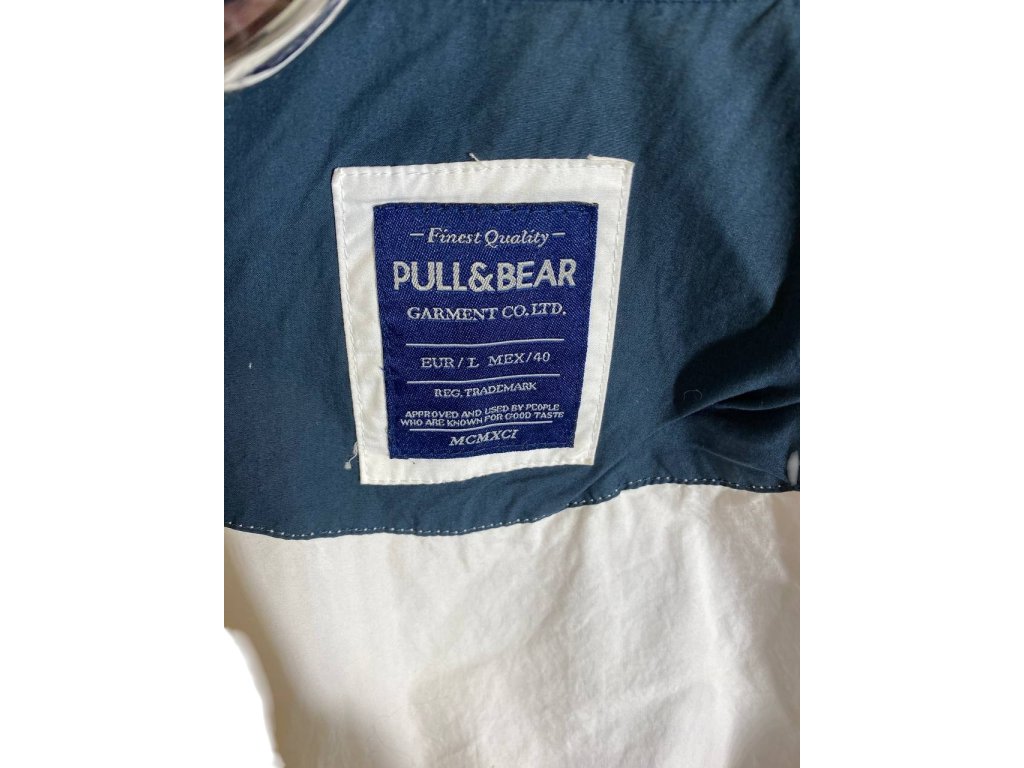 -Finest Quality-
PULL&BEAR
GARMENT CO.LTD.
EUR/L MEX/40
REG. TRADEMARK
APPROVED AND USED BY PEOPLE
WHO ARE KNOWN FOR GOOD TASTE
MCMXCI